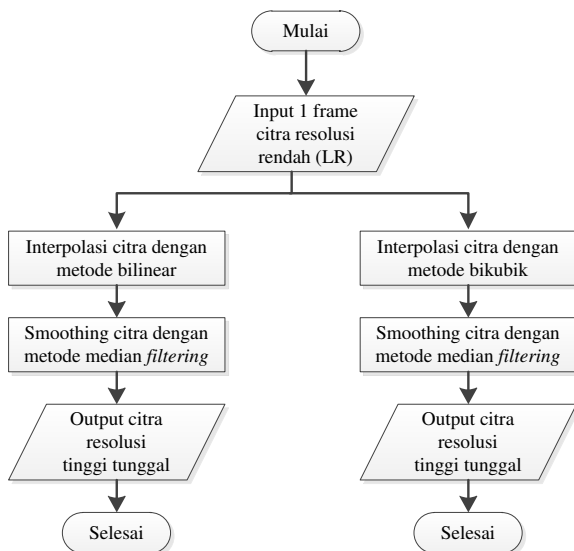 Mulai
Input 1 frame
citra resolusi
rendah (LR)
Interpolasi citra dengan
metode bilinear
Smoothing citra dengan
metode median filtering
Output citra
resolusi
tinggi tunggal
Selesai
Interpolasi citra dengan
metode bikubik
Smoothing citra dengan
metode median filtering
Output citra
resolusi
tinggi tunggal
Selesai